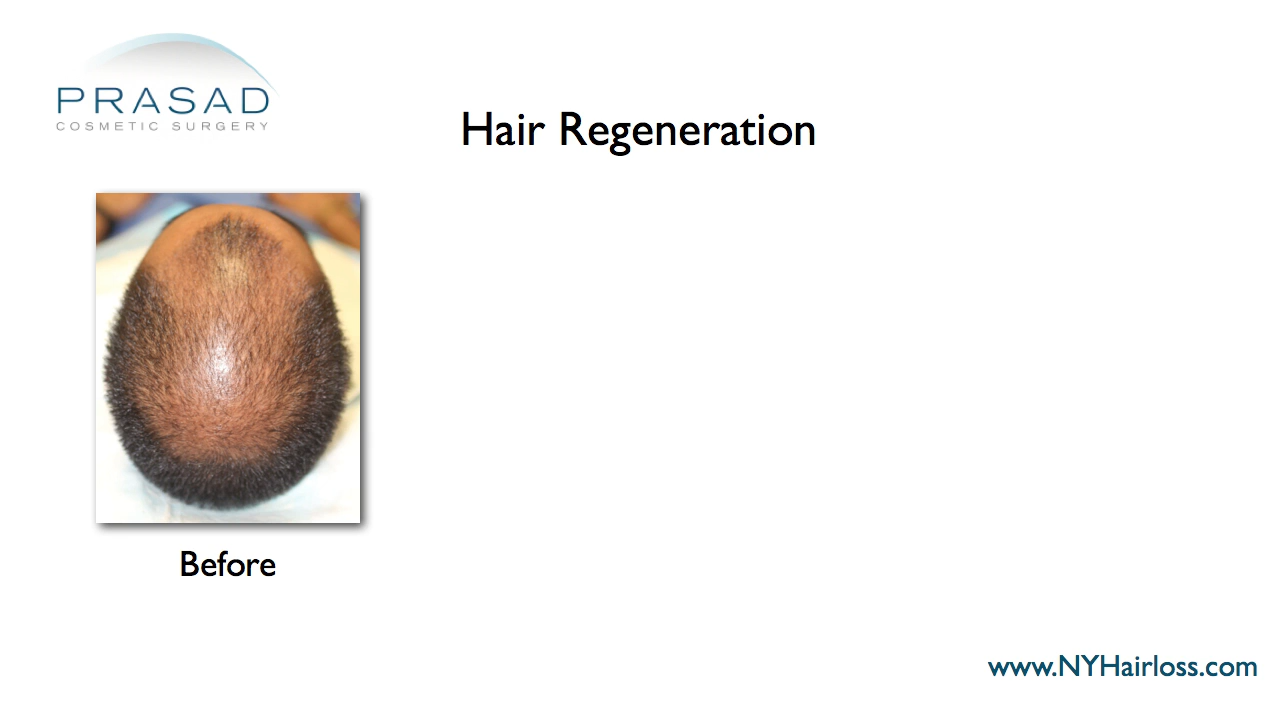 PRASAD
COSMETIC SURGERY
Hair Regeneration
Before
www.NYHairloss.com